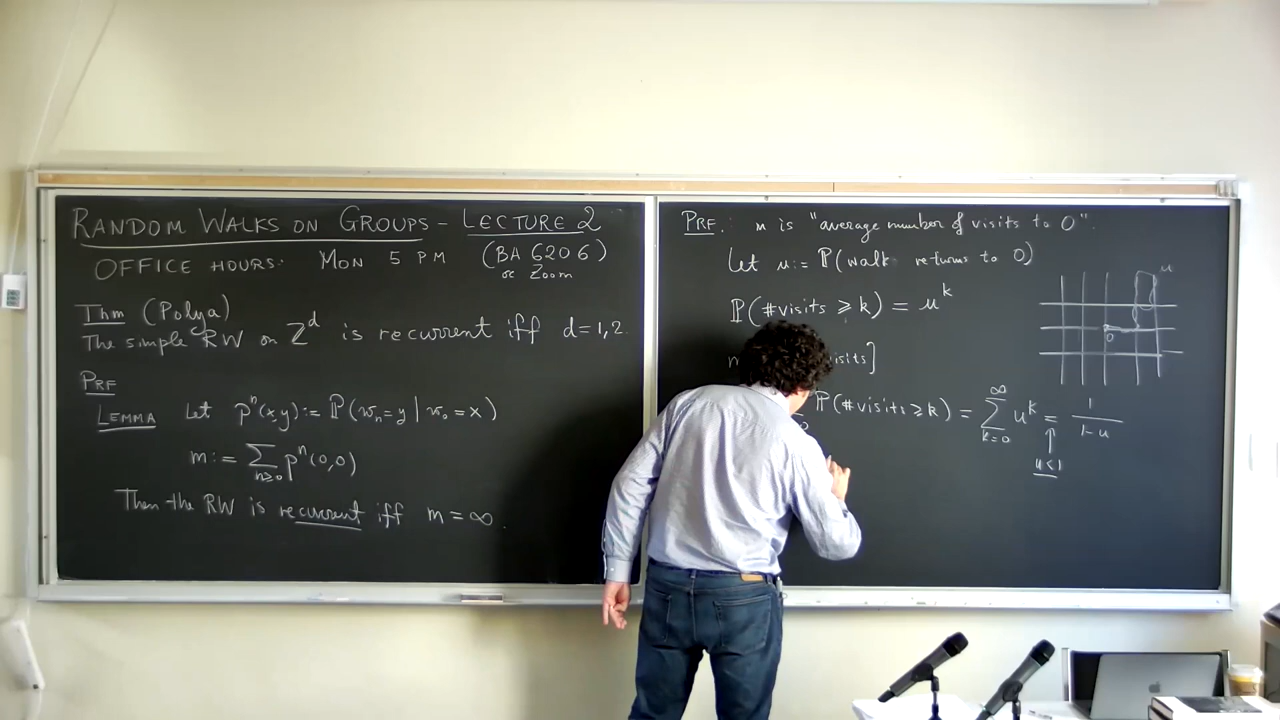 RANDOM WALKS ON GROUPS - LECTURE 2
OFFICE HOURS: MON 5 PM (BA 6206)
or Zoom
Thm (Polya)
The simple RW on Z^d is recurrent iff d=1,2.
PRF
LEMMA Let p^n(x,y) := ℙ(w_n=y | w_0=x)
m := ∑_{n≥0} p^n(0,0)
Then the RW is recurrent iff m = ∞.
PRF.: m is "average number of visits to 0".
Let u := ℙ(walk returns to 0)
ℙ(#visits ≥ k) = u^k
isits]
ℙ(#visits ≥ k) = ∑_{k=0}^{∞} u^k = 1/(1-u)
↑
u<1
u
0